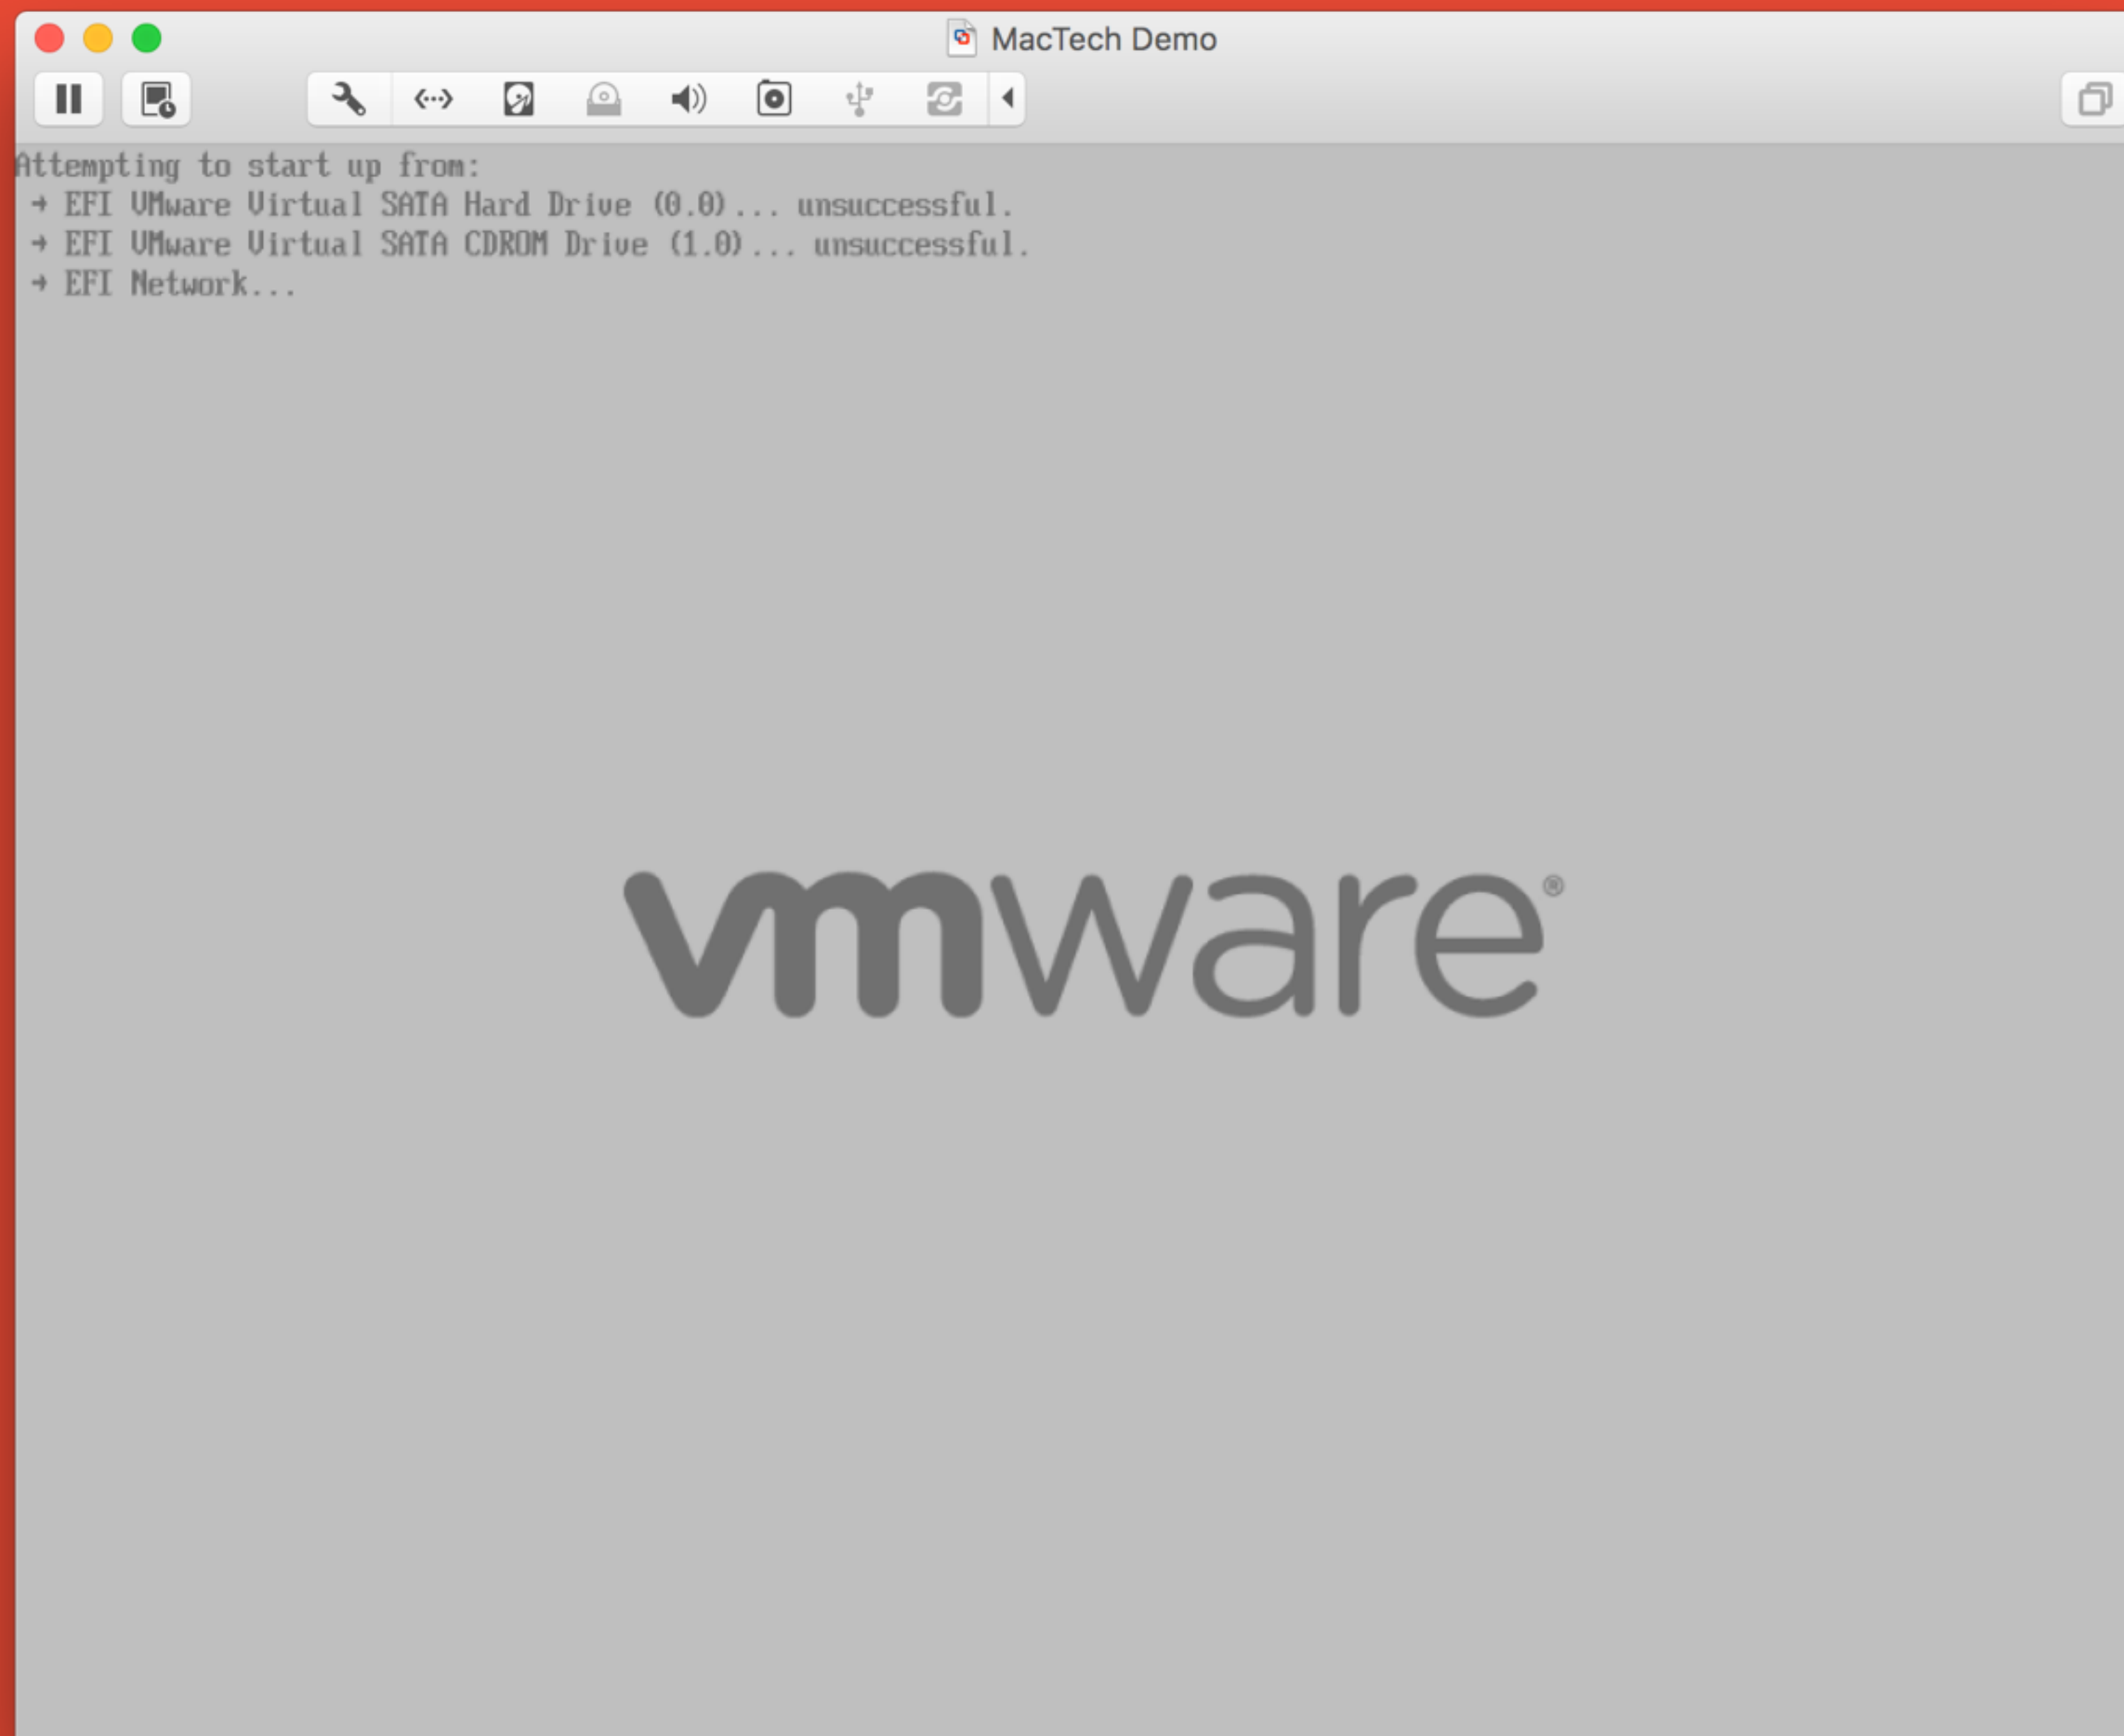 MacTech Demo
Attempting to start up from:
→ EFI VMware Virtual SATA Hard Drive (0.0)... unsuccessful.
→ EFI VMware Virtual SATA CDROM Drive (1.0)... unsuccessful.
→ EFI Network...
vmware®